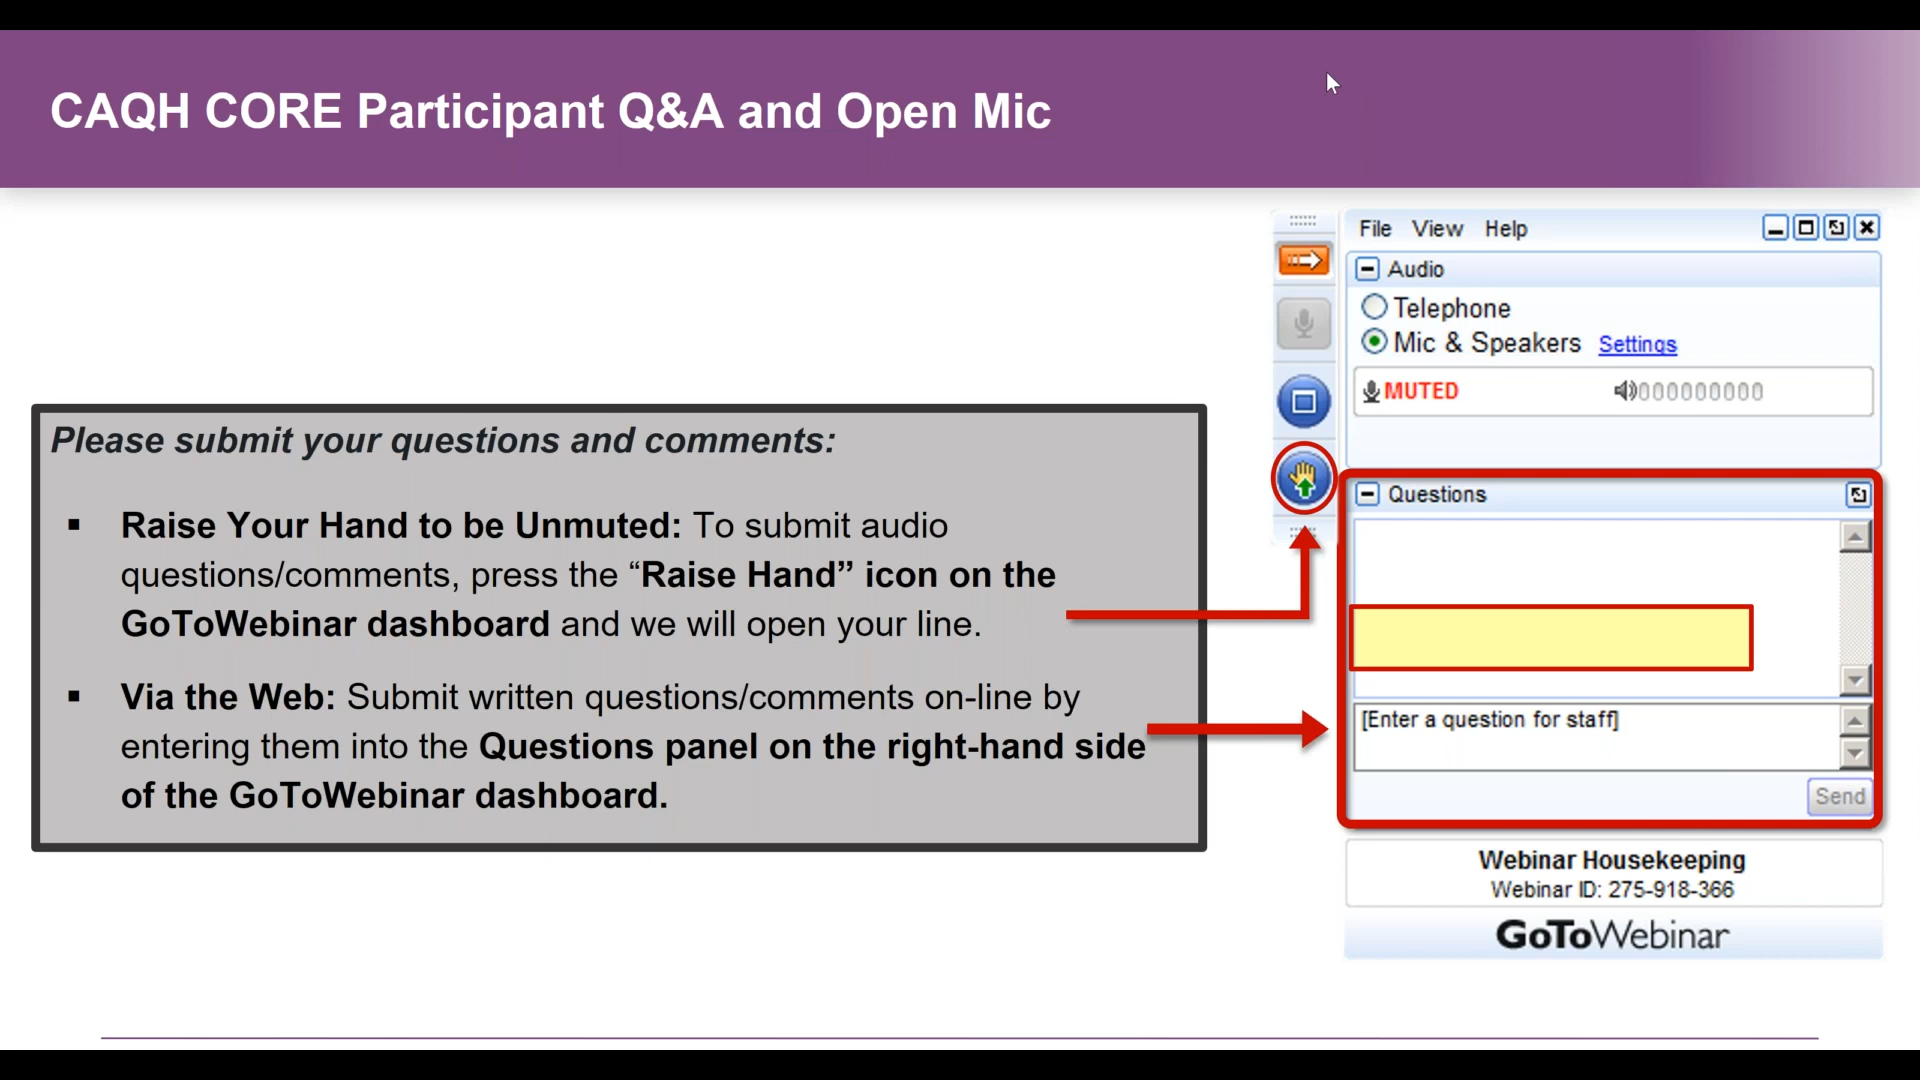 CAQH CORE Participant Q&A and Open Mic
Please submit your questions and comments:
▪ Raise Your Hand to be Unmuted: To submit audio
questions/comments, press the “Raise Hand” icon on the
GoToWebinar dashboard and we will open your line.
▪ Via the Web: Submit written questions/comments on-line by
entering them into the Questions panel on the right-hand side
of the GoToWebinar dashboard.
File View Help
Audio
Telephone
Mic & Speakers Settings
MUTED 000000000
Questions
[Enter a question for staff]
Send
Webinar Housekeeping
Webinar ID: 275-918-366
GoToWebinar